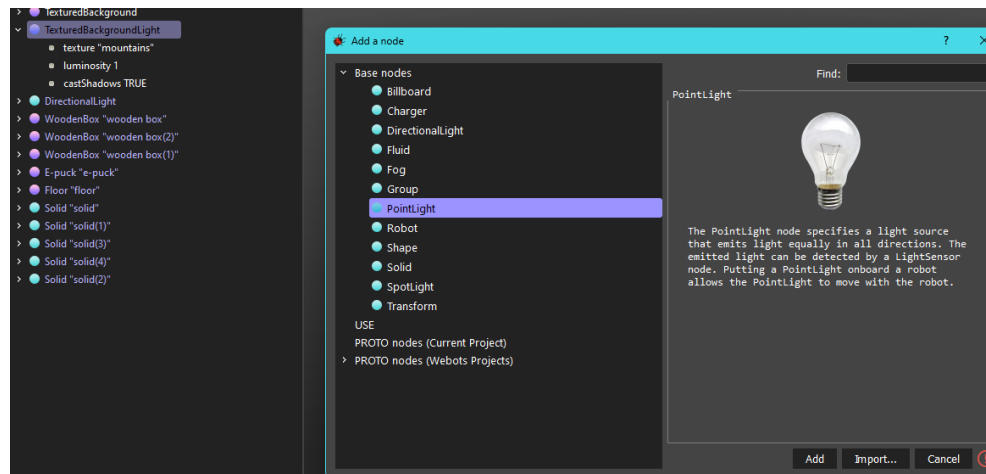 TexturedBackground
TexturedBackgroundLight
texture "mountains"
luminosity 1
castShadows TRUE
DirectionalLight
WoodenBox "wooden box"
WoodenBox "wooden box(2)"
WoodenBox "wooden box(1)"
E-puck "e-puck"
Floor "floor"
Solid "solid"
Solid "solid(1)"
Solid "solid(3)"
Solid "solid(4)"
Solid "solid(2)"
Add a node
?
Base nodes
Billboard
Charger
DirectionalLight
Fluid
Fog
Group
PointLight
Robot
Shape
Solid
SpotLight
Transform
USE
PROTO nodes (Current Project)
PROTO nodes (Webots Projects)
Find:
PointLight
The PointLight node specifies a light source
that emits light equally in all directions. The
emitted light can be detected by a LightSensor
node. Putting a PointLight onboard a robot
allows the PointLight to move with the robot.
Add Import... Cancel